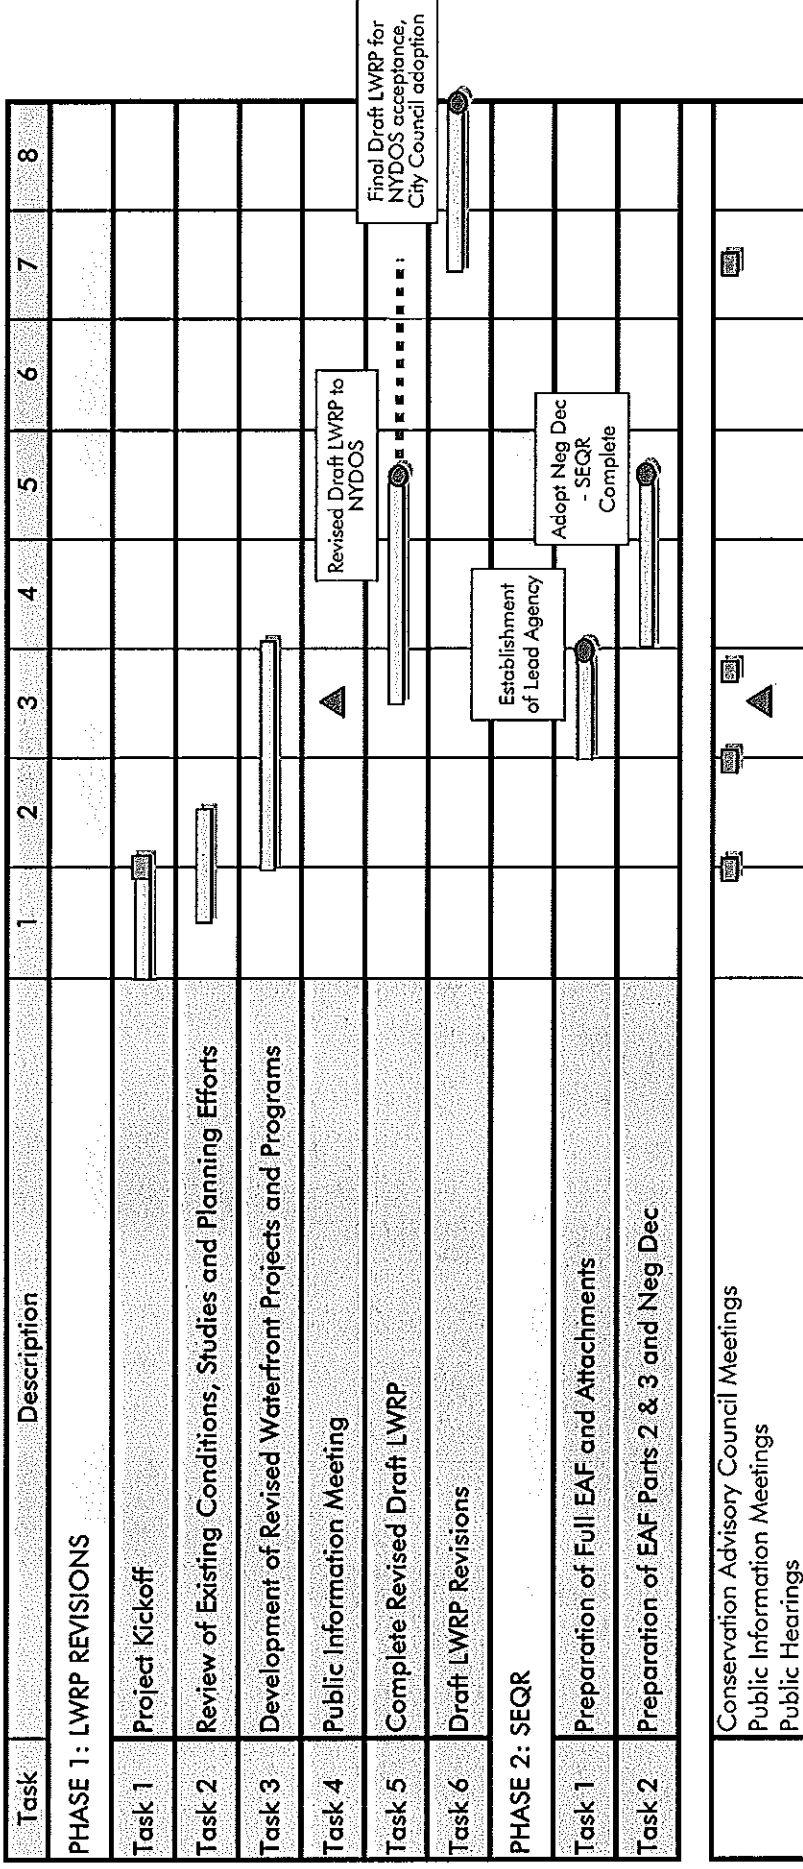 Task Description 1 2 3 4 5 6 7 8
PHASE 1: LWRP REVISIONS
Task 1 Project Kickoff
Task 2 Review of Existing Conditions, Studies and Planning Efforts
Task 3 Development of Revised Waterfront Projects and Programs
Task 4 Public Information Meeting
Revised Draft LWRP to
NYDOS
Task 5 Complete Revised Draft LWRP
Final Draft LWRP for
NYDOS acceptance,
City Council adoption
Task 6 Draft LWRP Revisions
PHASE 2: SEQR
Establishment
of Lead Agency
Task 1 Preparation of Full EAF and Attachments
Adopt Neg Dec
- SEQR
Complete
Task 2 Preparation of EAF Parts 2 & 3 and Neg Dec
Conservation Advisory Council Meetings
Public Information Meetings
Public Hearings